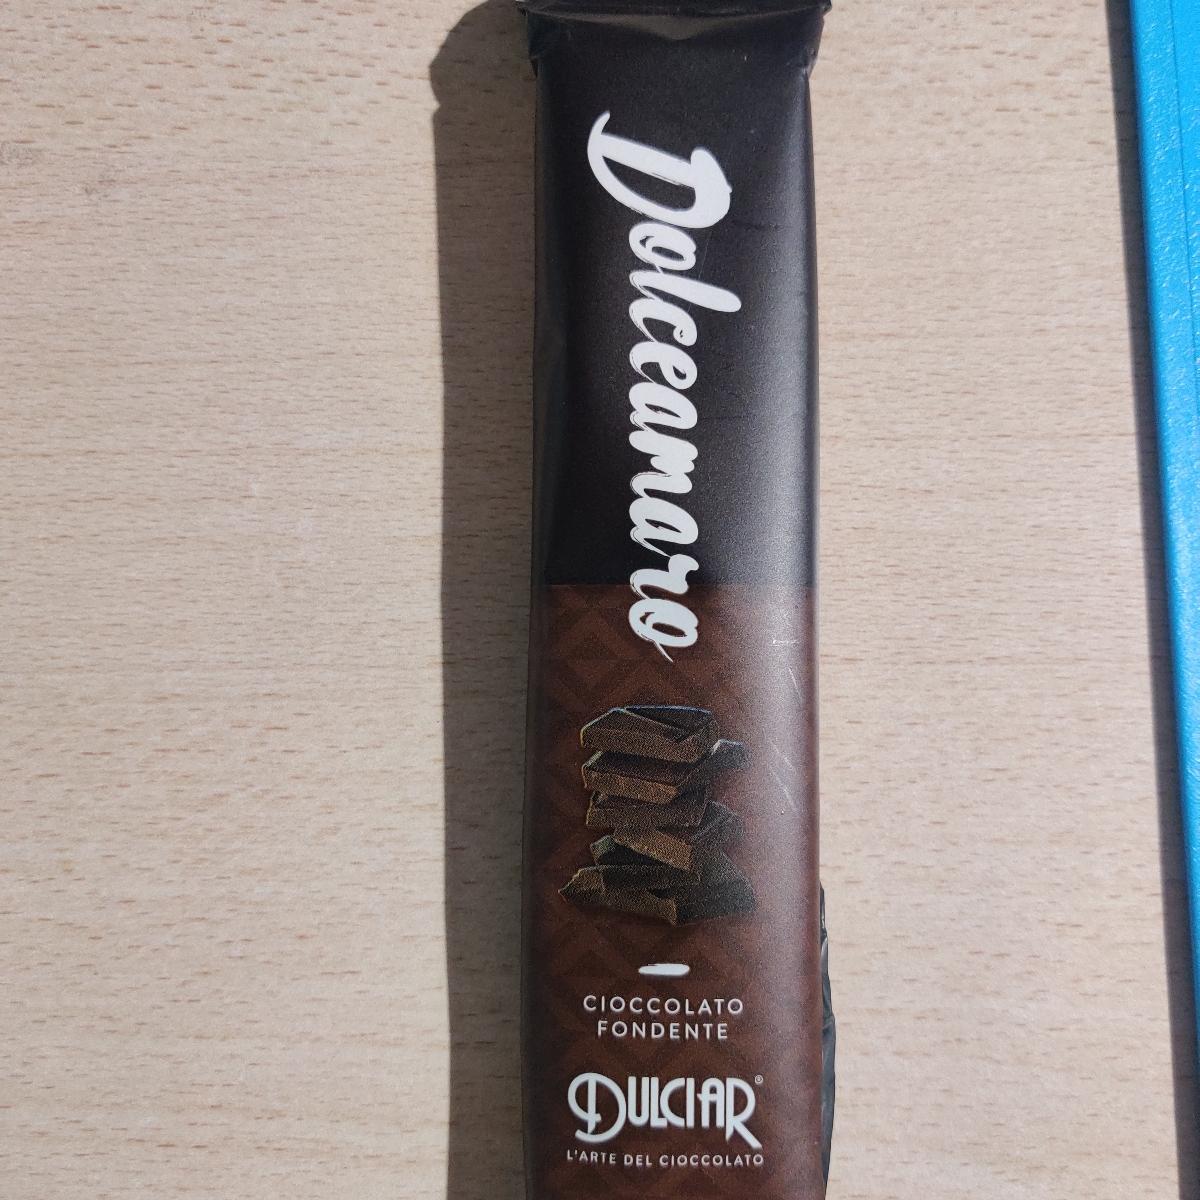 Dolceamaro
CIOCCOLATO
FONDENTE
DULCIAR®
L'ARTE DEL CIOCCOLATO